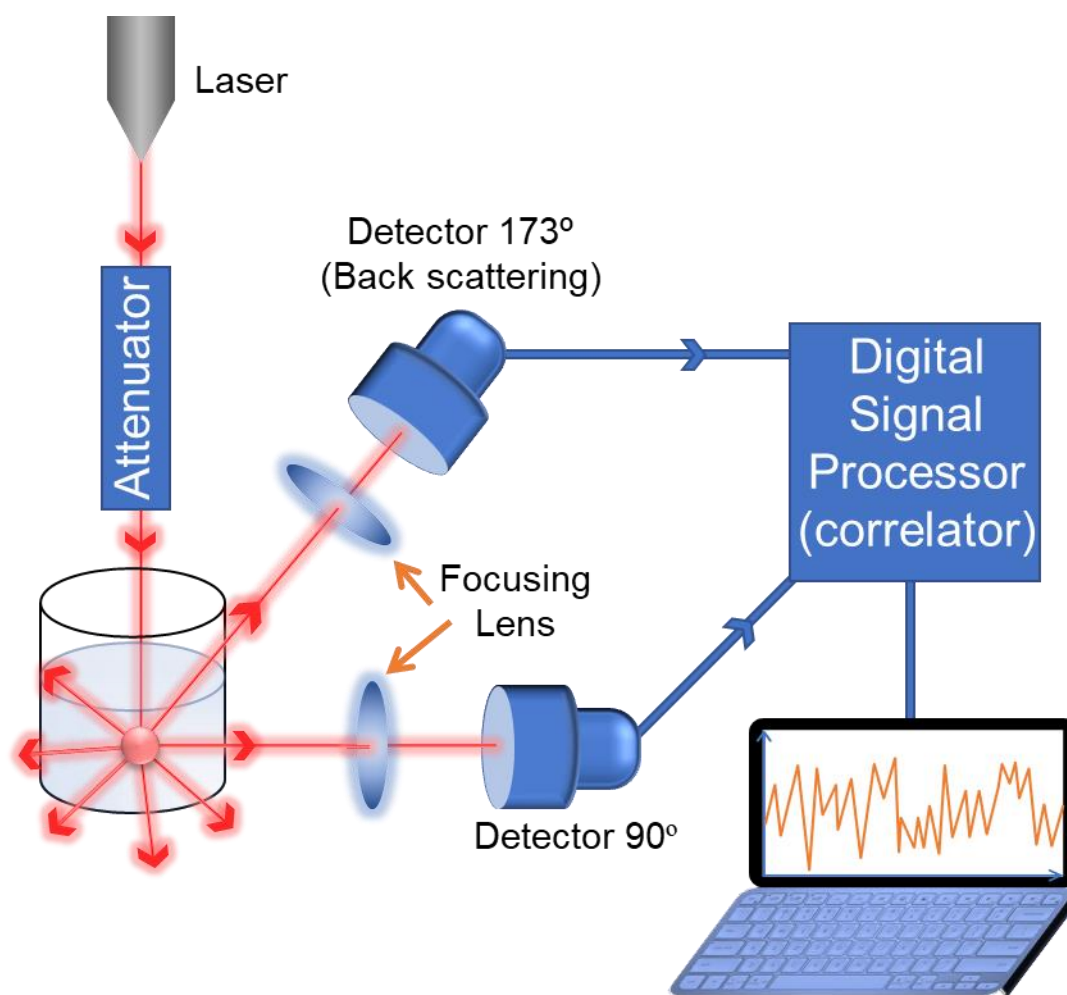 Laser
Attenuator
Detector 173º
(Back scattering)
Digital
Signal
Processor
(correlator)
Focusing
Lens
Detector 90º